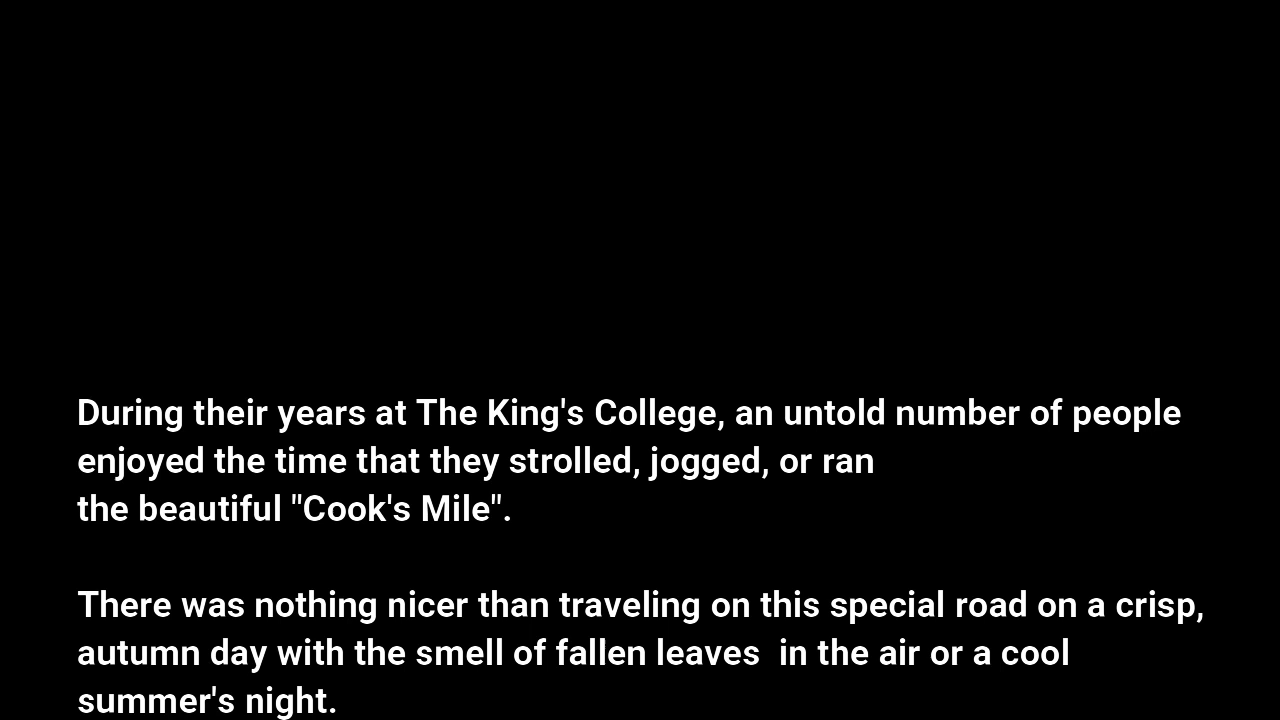 During their years at The King's College, an untold number of people
enjoyed the time that they strolled, jogged, or ran
the beautiful "Cook's Mile".
There was nothing nicer than traveling on this special road on a crisp,
autumn day with the smell of fallen leaves  in the air or a cool
summer's night.